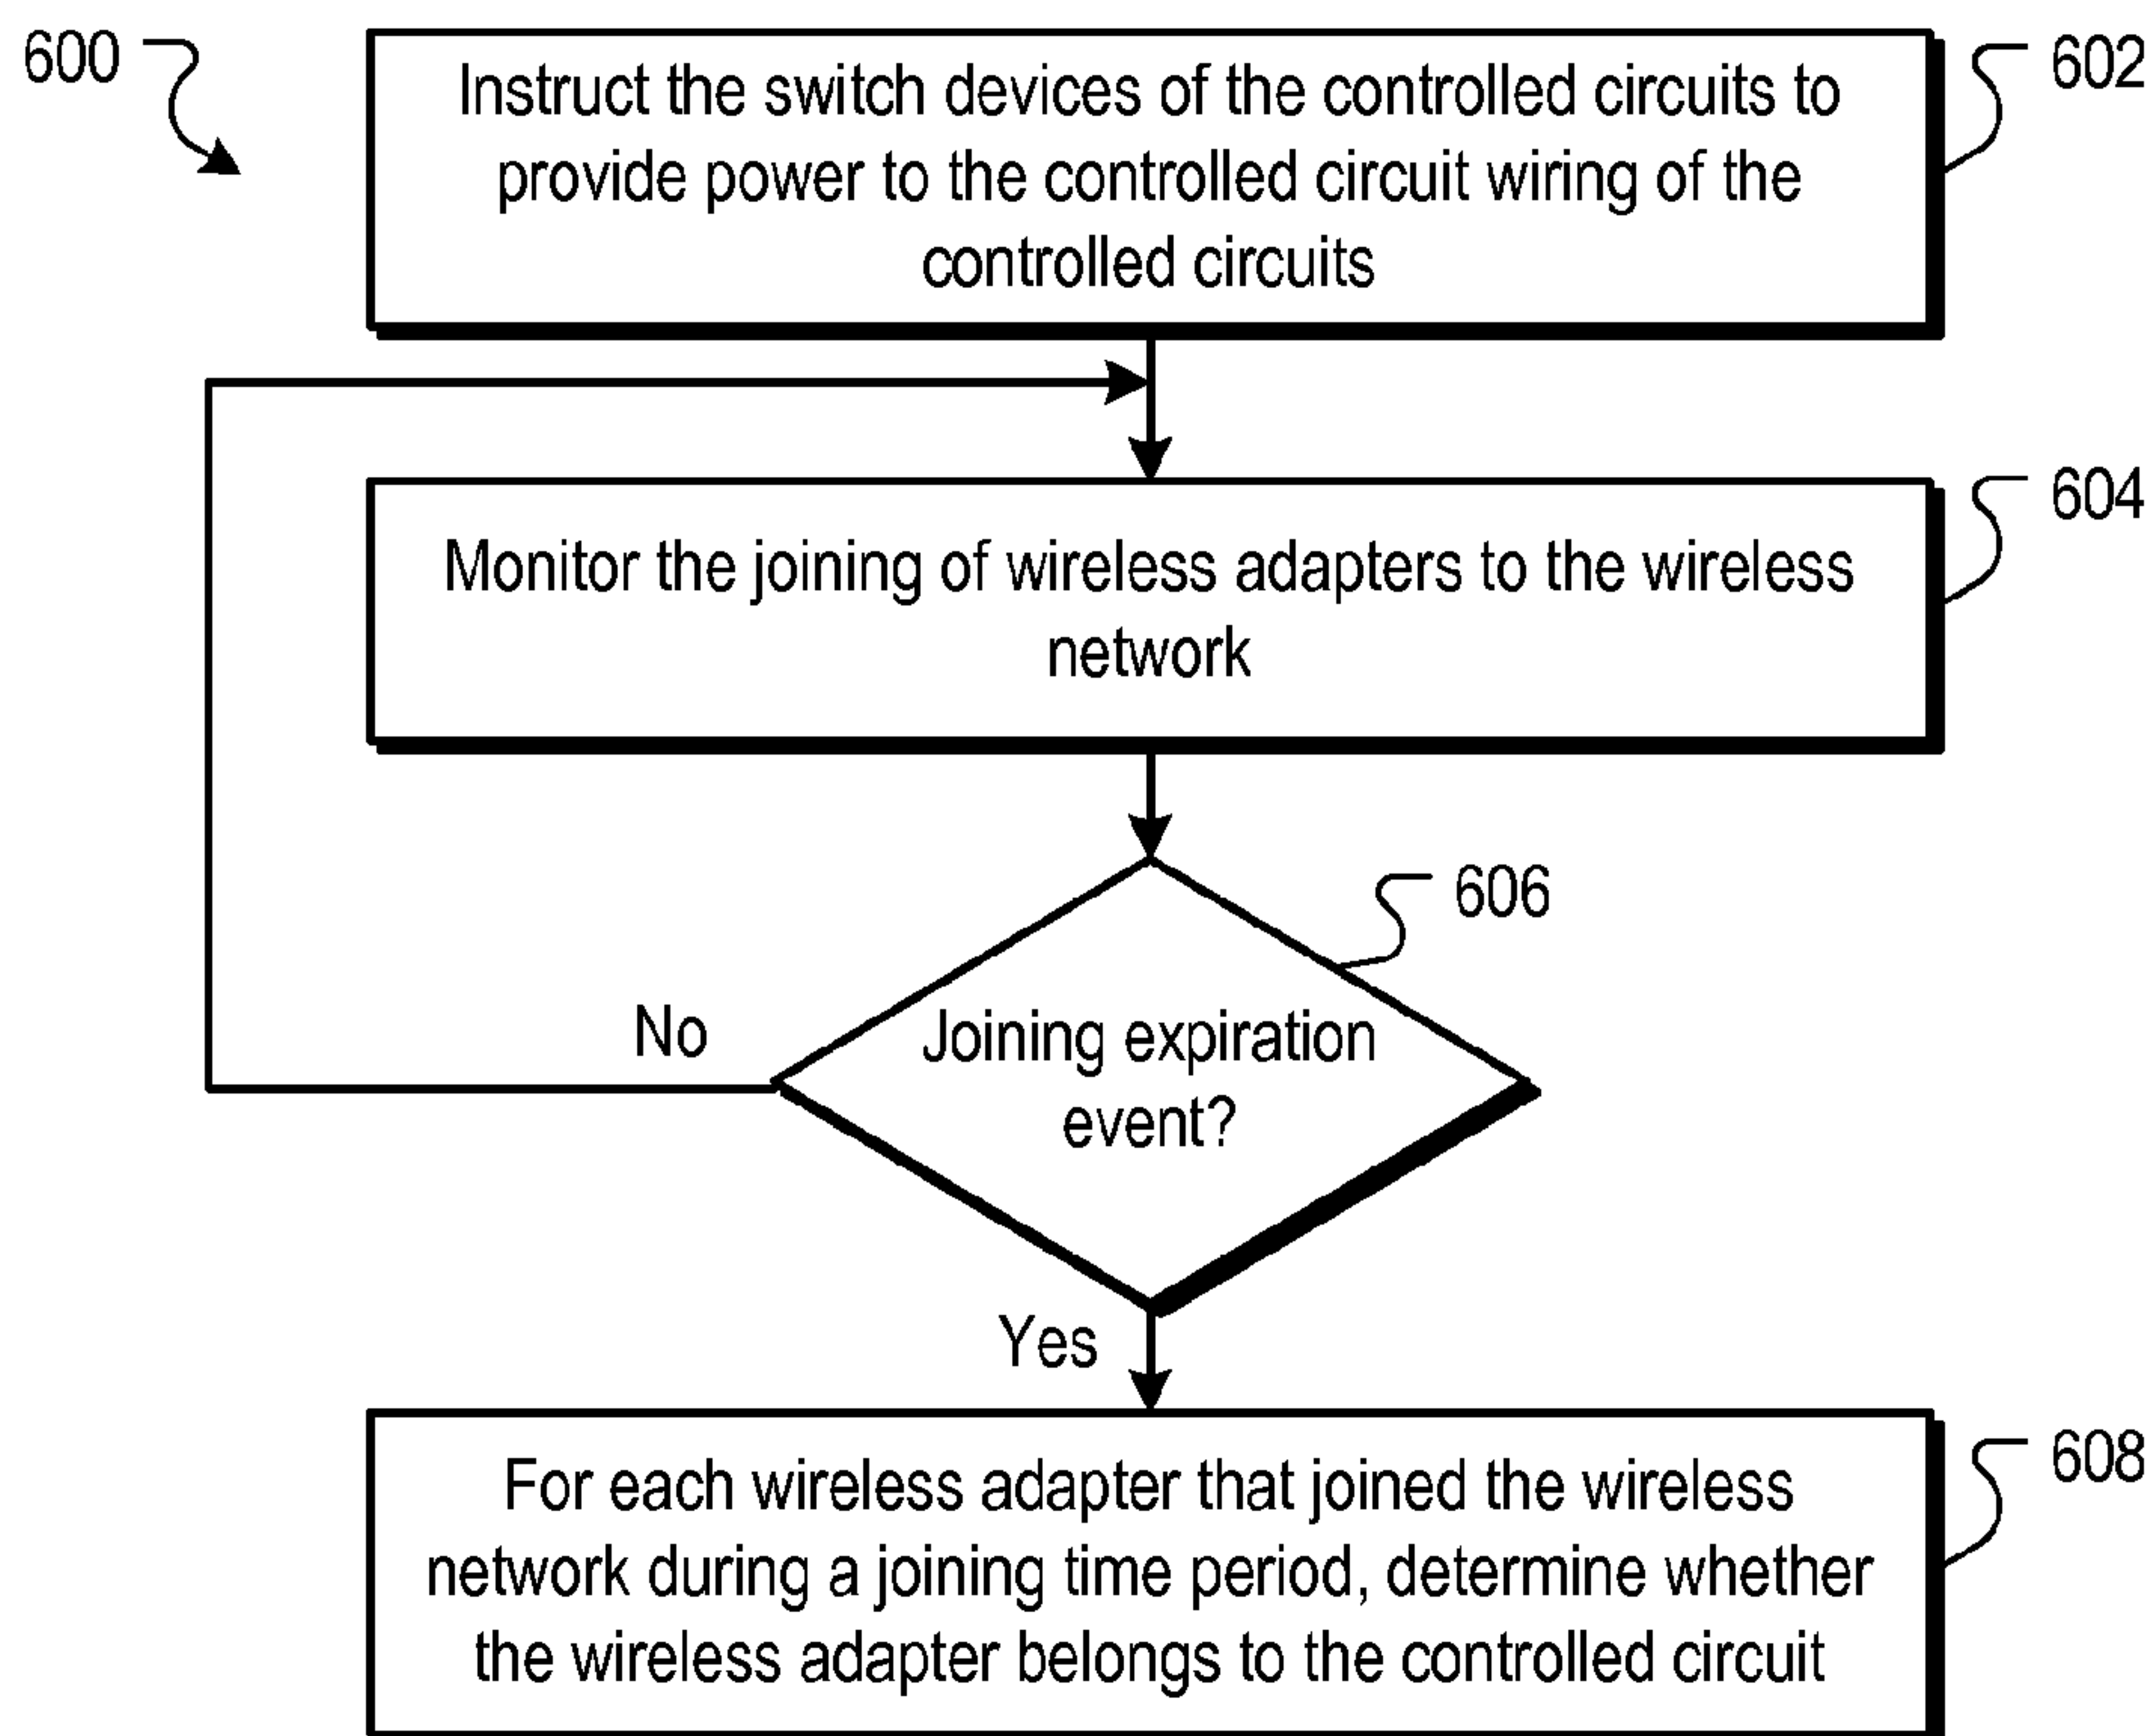 600
Instruct the switch devices of the controlled circuits to
provide power to the controlled circuit wiring of the
controlled circuits
602
Monitor the joining of wireless adapters to the wireless
network
604
Joining expiration
event?
606
No
Yes
For each wireless adapter that joined the wireless
network during a joining time period, determine whether
the wireless adapter belongs to the controlled circuit
608